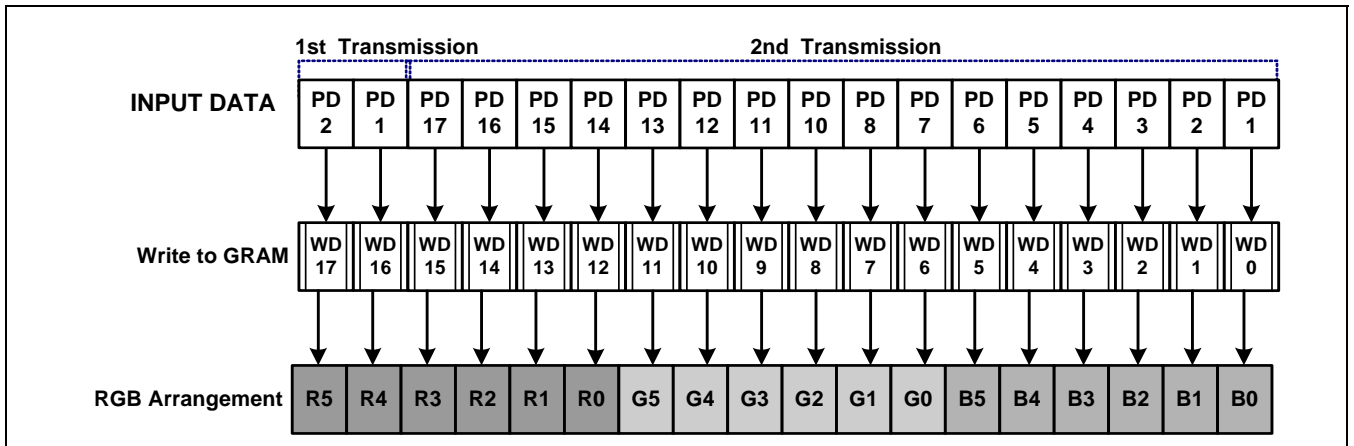 1st Transmission 2nd Transmission
INPUT DATA PD 2 PD 1 PD 17 PD 16 PD 15 PD 14 PD 13 PD 12 PD 11 PD 10 PD 8 PD 7 PD 6 PD 5 PD 4 PD 3 PD 2 PD 1
Write to GRAM WD 17 WD 16 WD 15 WD 14 WD 13 WD 12 WD 11 WD 10 WD 9 WD 8 WD 7 WD 6 WD 5 WD 4 WD 3 WD 2 WD 1 WD 0
RGB Arrangement R5 R4 R3 R2 R1 R0 G5 G4 G3 G2 G1 G0 B5 B4 B3 B2 B1 B0